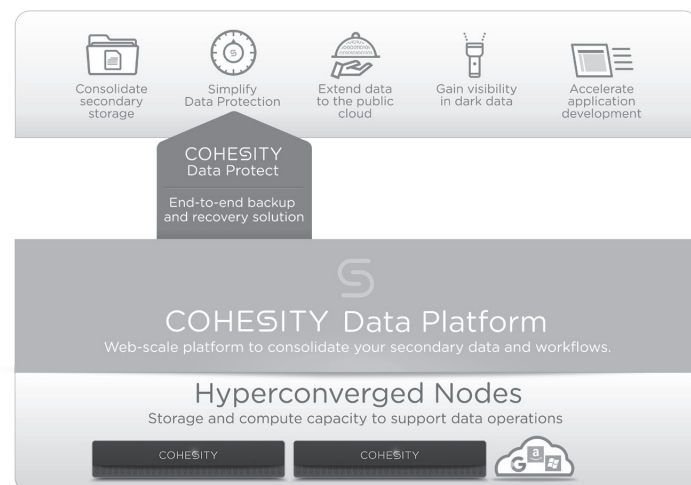 Consolidate
secondary
storage
Simplify
Data Protection
Extend data
to the public
cloud
Gain visibility
in dark data
Accelerate
application
development
COHESITY
Data Protect
End-to-end backup
and recovery solution
S
COHESITY Data Platform
Web-scale platform to consolidate your secondary data and workflows.
Hyperconverged Nodes
Storage and compute capacity to support data operations
COHESITY
COHESITY
G a